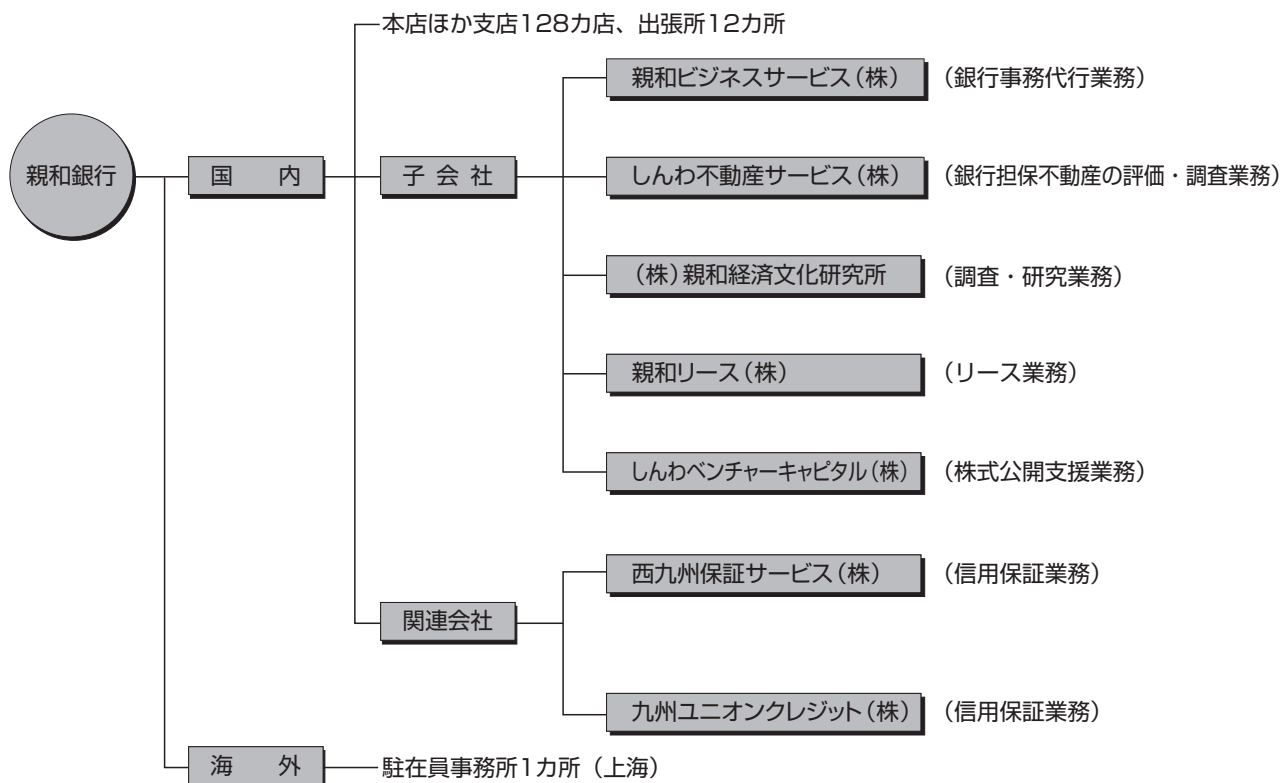 本店ほか支店128カ店、出張所12カ所
親和ビジネスサービス（株） （銀行事務代行業務）
親和銀行 国　内 子会社 しんわ不動産サービス（株） （銀行担保不動産の評価・調査業務）
（株）親和経済文化研究所 （調査・研究業務）
親和リース（株） （リース業務）
しんわベンチャーキャピタル（株） （株式公開支援業務）
西九州保証サービス（株） （信用保証業務）
関連会社
九州ユニオンクレジット（株） （信用保証業務）
海　外 駐在員事務所1カ所（上海）